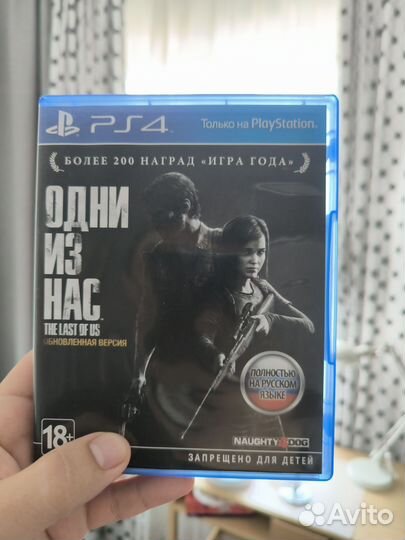 PS4
Только на PlayStation.
БОЛЕЕ 200 НАГРАД «ИГРА ГОДА»
ОДНИ
ИЗ
НАС
THE LAST OF US
ОБНОВЛЕННАЯ ВЕРСИЯ
ПОЛНОСТЬЮ
НА РУССКОМ
ЯЗЫКЕ
18+
NAUGHTY DOG
ЗАПРЕЩЕНО ДЛЯ ДЕТЕЙ
Avito